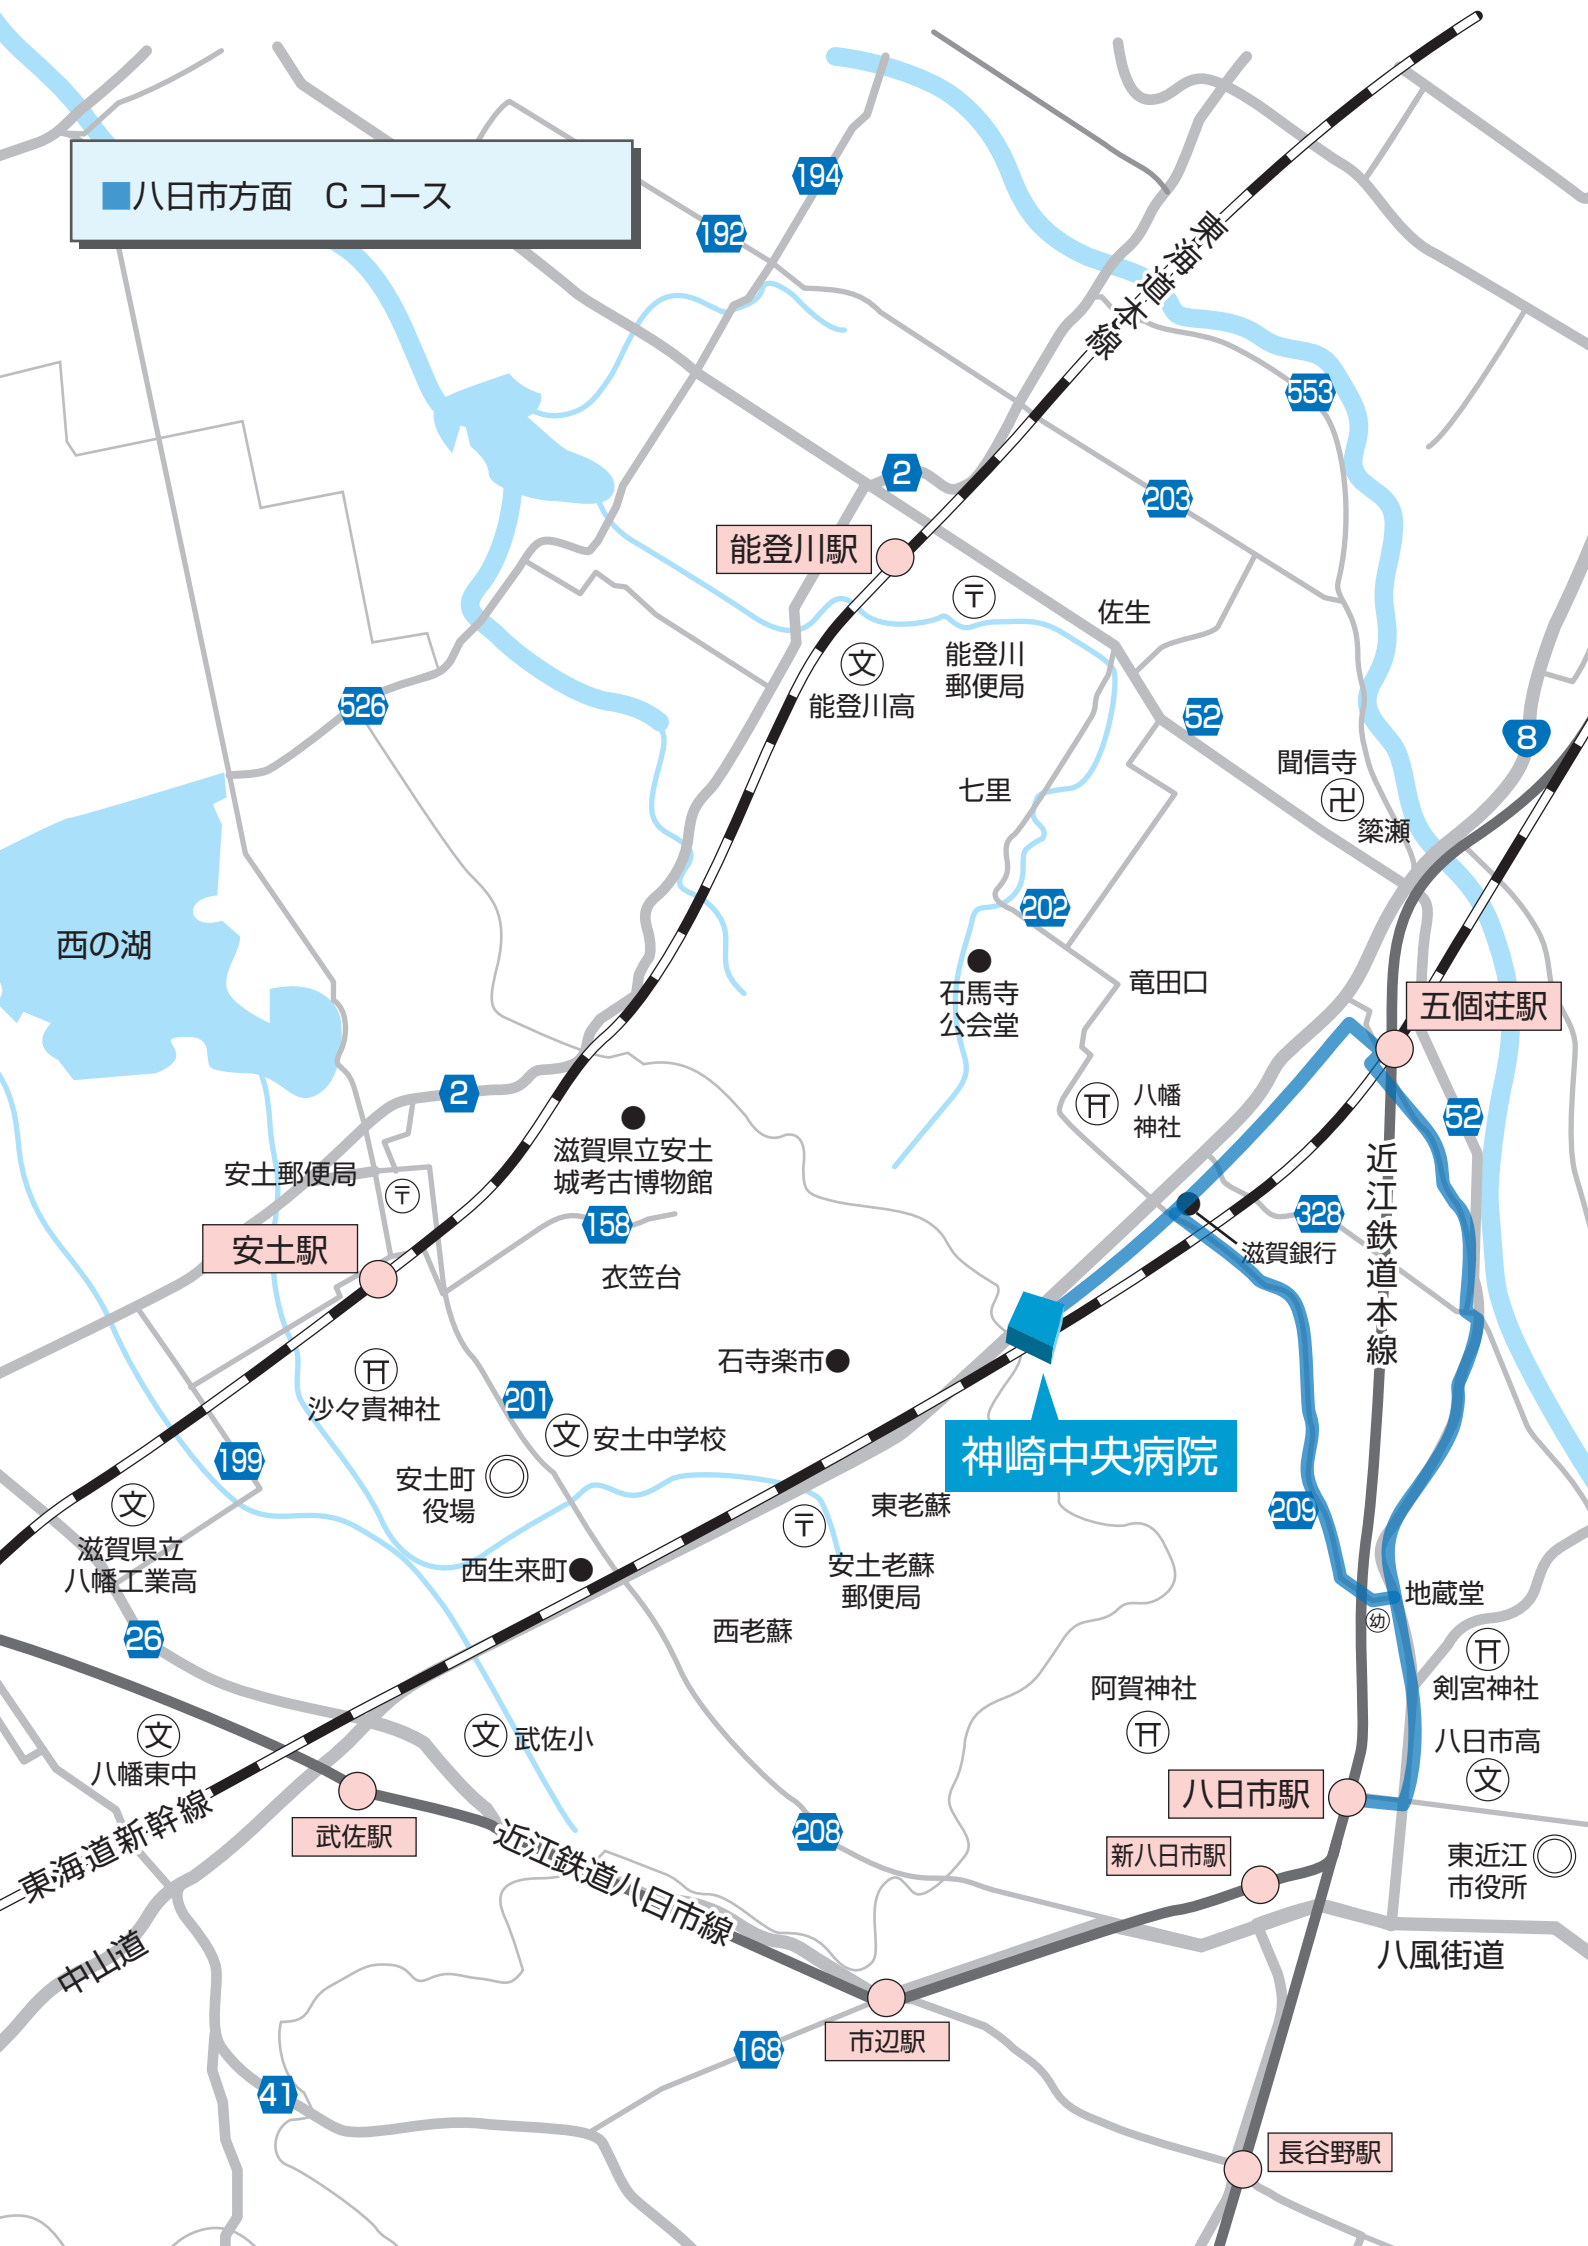 ■八日市方面　C コース
194
192
東海道本線
553
2
203
能登川駅
〒
佐生
文
能登川
郵便局
能登川高
526
52
8
聞信寺
卍
七里
簗瀬
202
西の湖
石馬寺
公会堂
竜田口
五個荘駅
2
八幡
神社
52
滋賀県立安土
城考古博物館
安土郵便局
〒
158
328
近江鉄道本線
安土駅
滋賀銀行
衣笠台
石寺楽市
沙々貴神社
201
文
安土中学校
神崎中央病院
199
安土町
役場
文
東老蘇
209
〒
滋賀県立
八幡工業高
西生来町
安土老蘇
郵便局
地蔵堂
幼
26
西老蘇
阿賀神社
剣宮神社
文
八幡東中
文
武佐小
八日市高
文
八日市駅
東海道新幹線
武佐駅
近江鉄道八日市線
208
新八日市駅
東近江
市役所
中山道
八風街道
168
市辺駅
41
長谷野駅